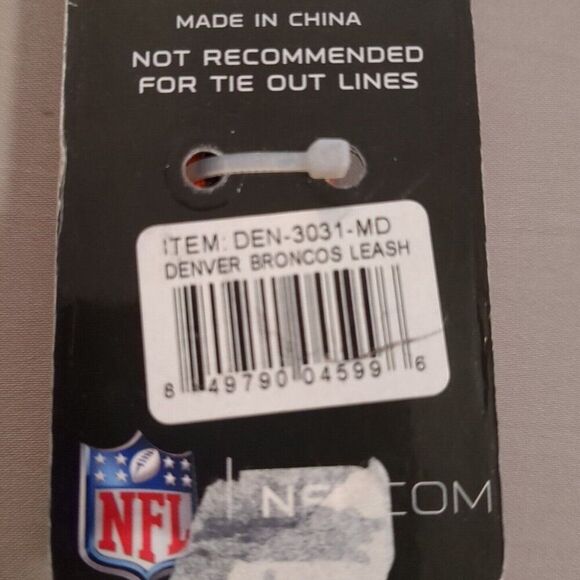 MADE IN CHINA
NOT RECOMMENDED
FOR TIE OUT LINES
ITEM: DEN-3031-MD
DENVER BRONCOS LEASH
8 49790 04599 6
NFL